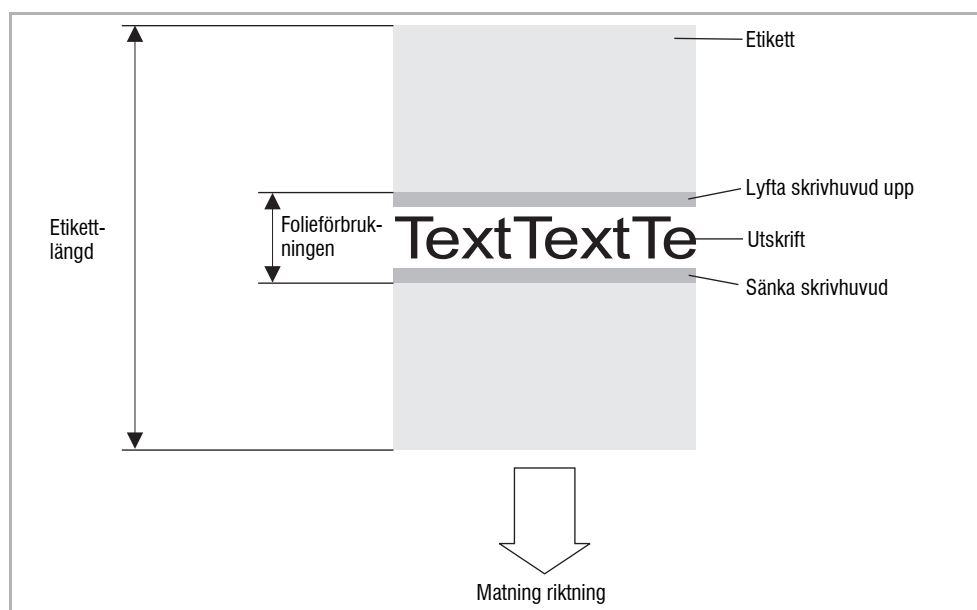 Etikett
Lyfta skrivhuvud upp
Etikett-
längd
Folieförbruk-
ningen
TextTextTe
Utskrift
Sänka skrivhuvud
Matning riktning